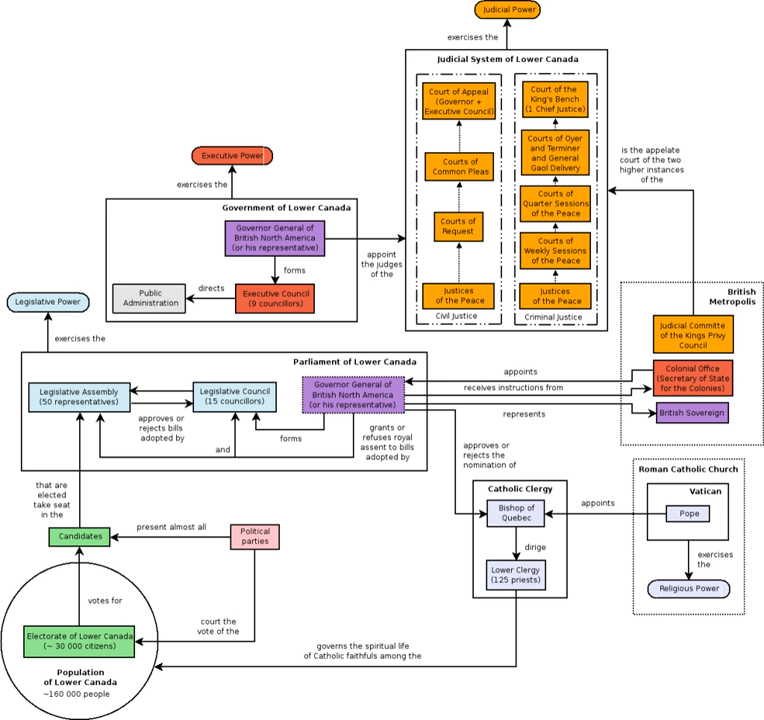 Judicial Power
exercises the
Judicial System of Lower Canada
Court of Appeal
(Governor +
Executive Council)
Courts of
Common Pleas
Courts of
Request
Justices
of the Peace
Civil Justice
Court of the
King's Bench
(1 Chief Justice)
Courts of Oyer
and Terminer
and General
Gaol Delivery
Courts of
Quarter Sessions
of the Peace
Courts of
Weekly Sessions
of the Peace
Justices
of the Peace
Criminal Justice
is the appelate
court of the two
higher instances
of the
Executive Power
exercises the
Government of Lower Canada
Governor General of
British North America
(or his representative)
forms
Public
Administration
directs
Executive Council
(9 councillors)
appoint
the judges
of the
British
Metropolis
Judicial Committe
of the Kings Privy
Council
Colonial Office
(Secretary of State
for the Colonies)
British Sovereign
Legislative Power
exercises the
Parliament of Lower Canada
Legislative Assembly
(50 representatives)
Legislative Council
(15 councillors)
Governor General of
British North America
(or his representative)
approves or
rejects bills
adopted by
and
forms
grants or
refuses royal
assent to bills
adopted by
appoints
receives instructions from
represents
approves or
rejects the
nomination of
Catholic Clergy
Bishop of
Quebec
dirige
Lower Clergy
(125 priests)
appoints
Roman Catholic Church
Vatican
Pope
exercises
the
Religious Power
that are
elected
take seat
in the
Candidates
present almost all
Political
parties
votes for
court the
vote of the
Electorate of Lower Canada
(~ 30 000 citizens)
Population
of Lower Canada
~160 000 people
governs the spiritual life
of Catholic faithfuls among the